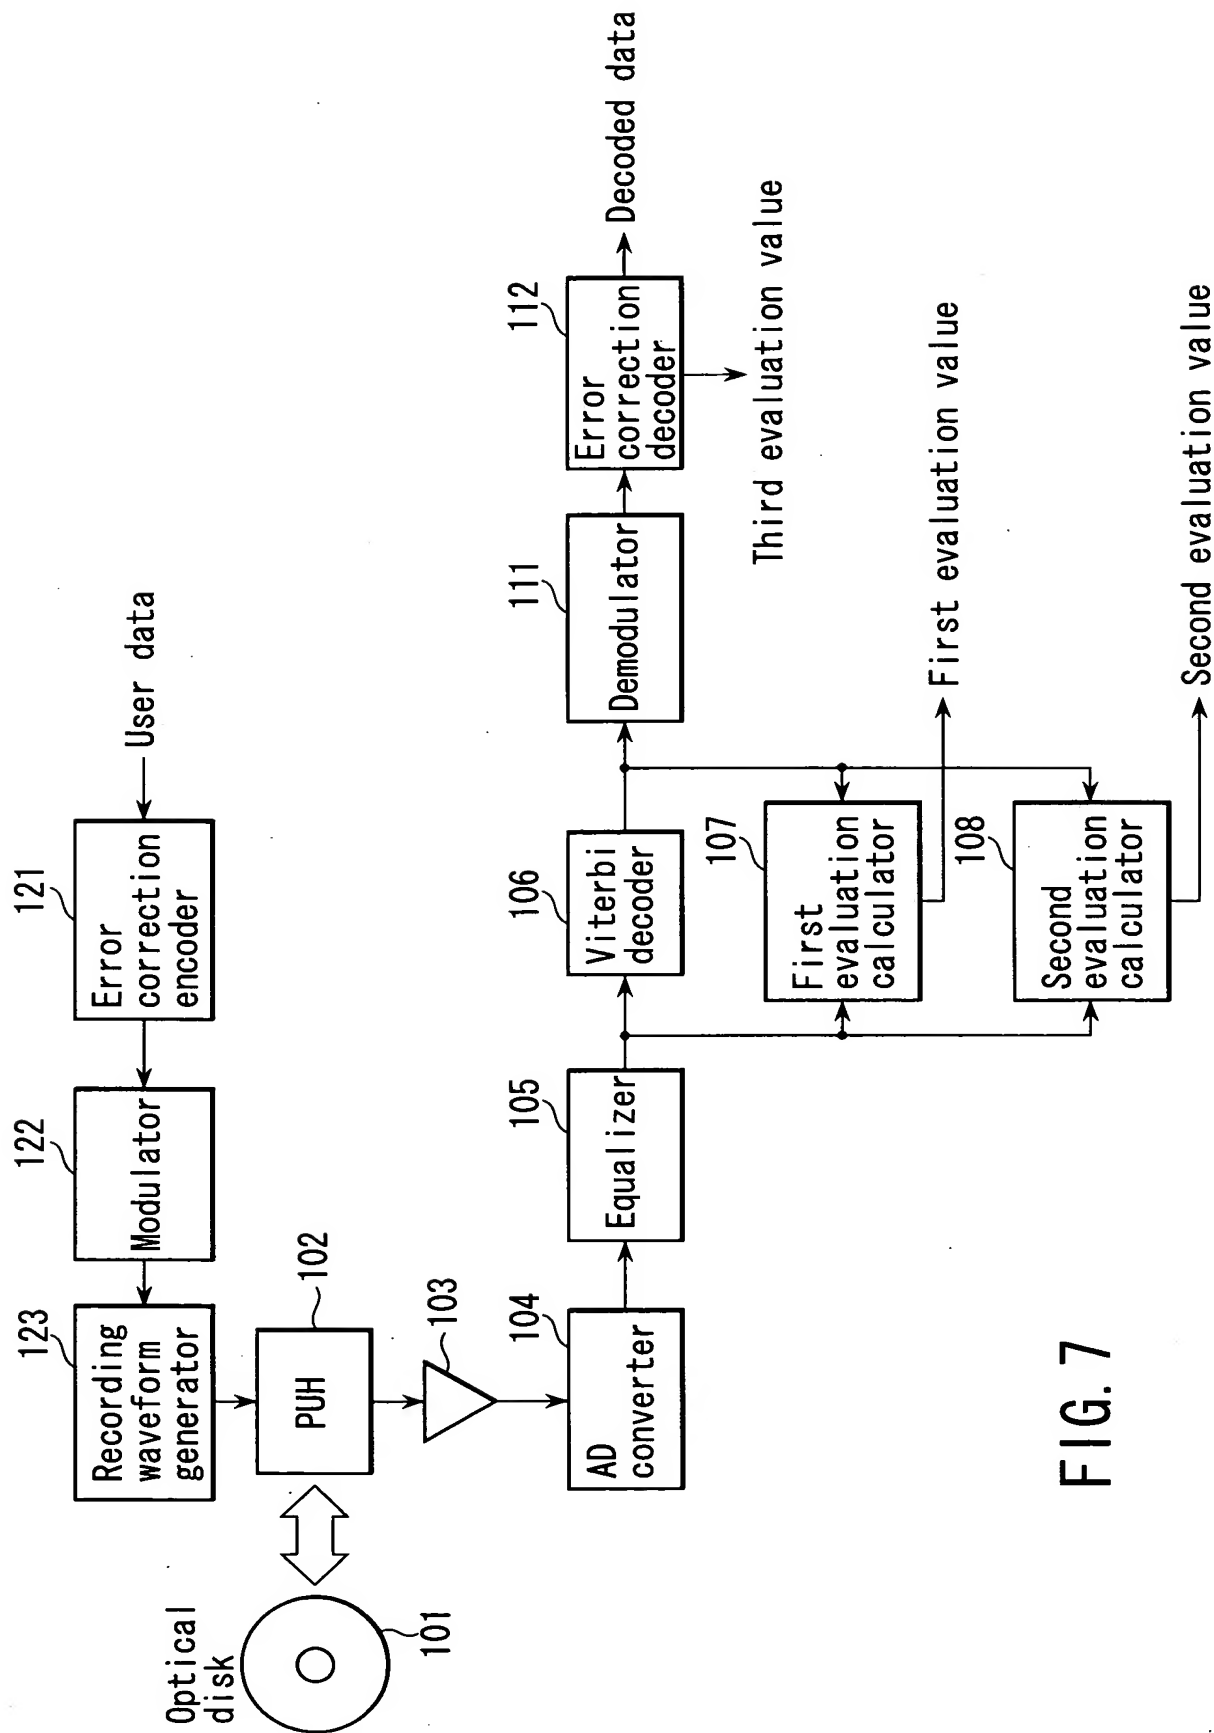 123
Recording
waveform
generator
122
Modulator
121
Error
correction
encoder
User data
Optical
disk
101
PUH
102
103
AD
converter
104
Equalizer
105
Viterbi
decoder
106
Demodulator
111
Error
correction
decoder
112
Decoded data
Third evaluation value
First
evaluation
calculator
107
First evaluation value
Second
evaluation
calculator
108
Second evaluation value
FIG. 7